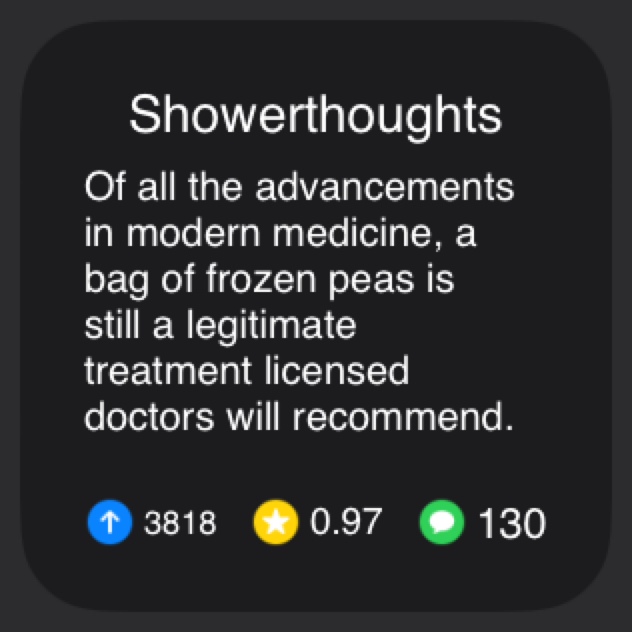 Showerthoughts
Of all the advancements
in modern medicine, a
bag of frozen peas is
still a legitimate
treatment licensed
doctors will recommend.
3818 0.97 130